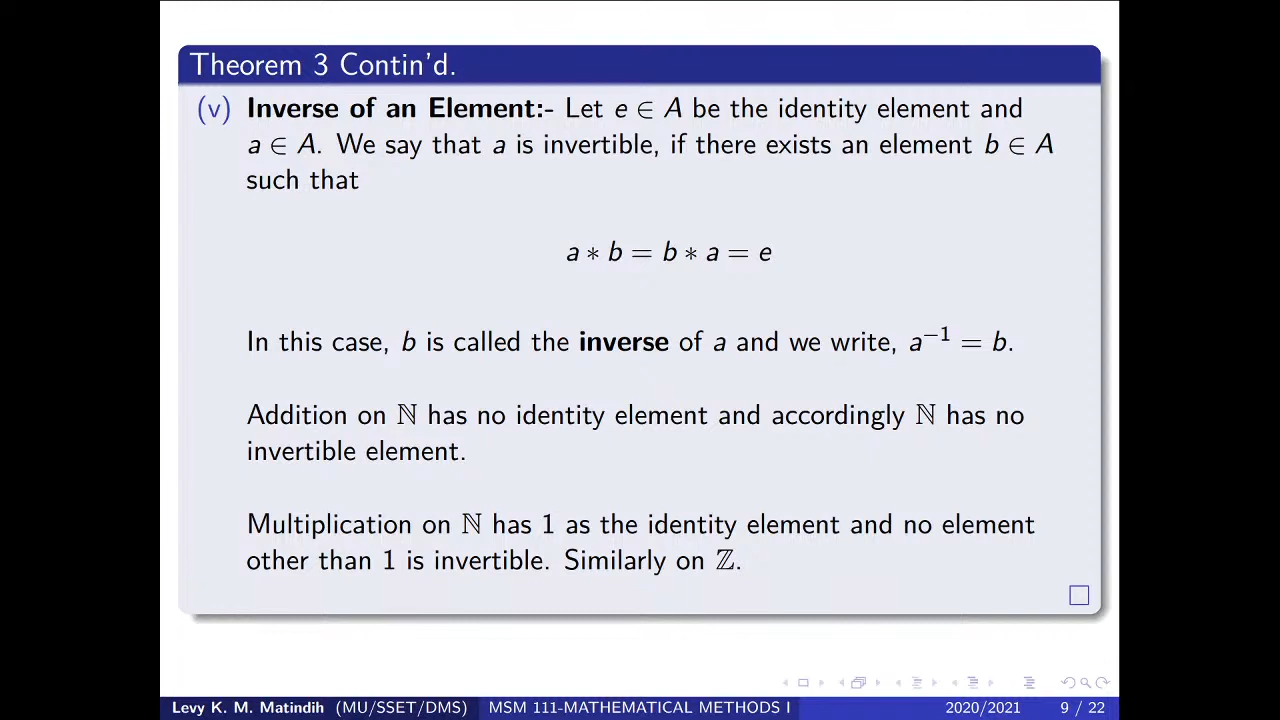 Theorem 3 Contin'd.
(v) Inverse of an Element:- Let e ∈ A be the identity element and
a ∈ A. We say that a is invertible, if there exists an element b ∈ A
such that
a ∗ b = b ∗ a = e
In this case, b is called the inverse of a and we write, a⁻¹ = b.
Addition on ℕ has no identity element and accordingly ℕ has no
invertible element.
Multiplication on ℕ has 1 as the identity element and no element
other than 1 is invertible. Similarly on ℤ.
Levy K. M. Matindih (MU/SSET/DMS) MSM 111-MATHEMATICAL METHODS I 2020/2021 9 / 22